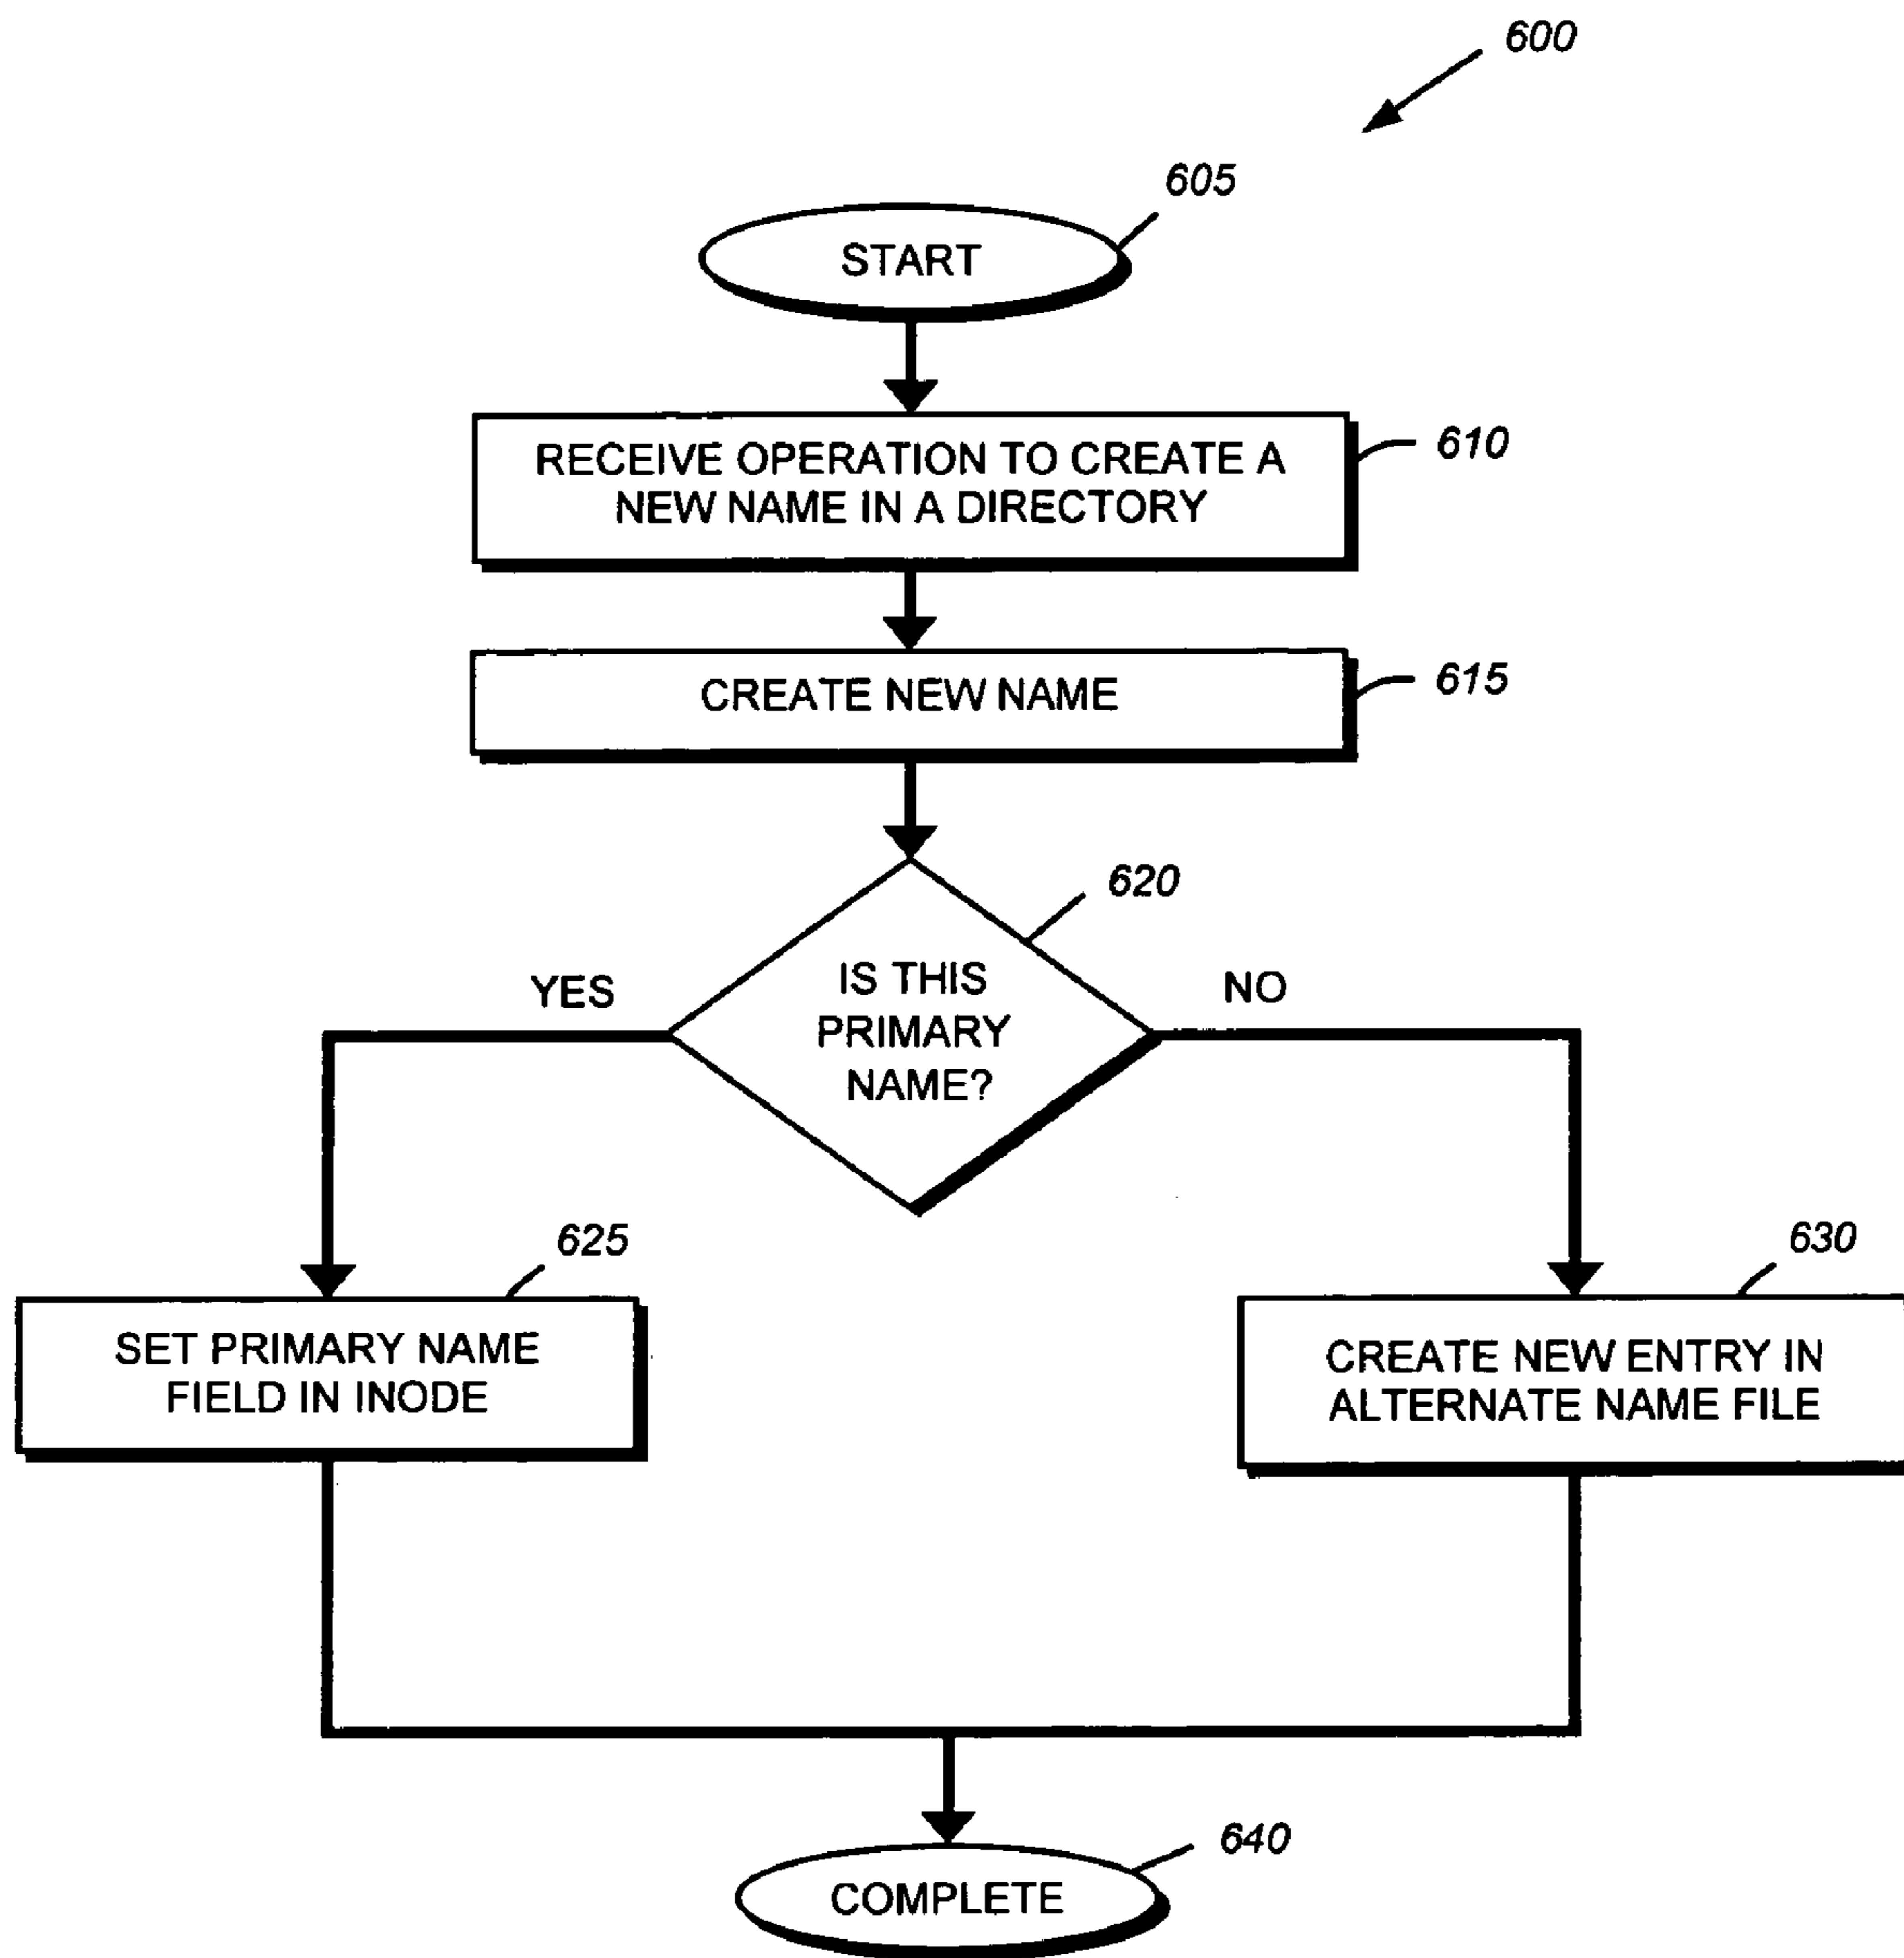 600
605
START
RECEIVE OPERATION TO CREATE A
NEW NAME IN A DIRECTORY
610
CREATE NEW NAME
615
620
IS THIS
PRIMARY
NAME?
YES
NO
625
630
SET PRIMARY NAME
FIELD IN INODE
CREATE NEW ENTRY IN
ALTERNATE NAME FILE
640
COMPLETE